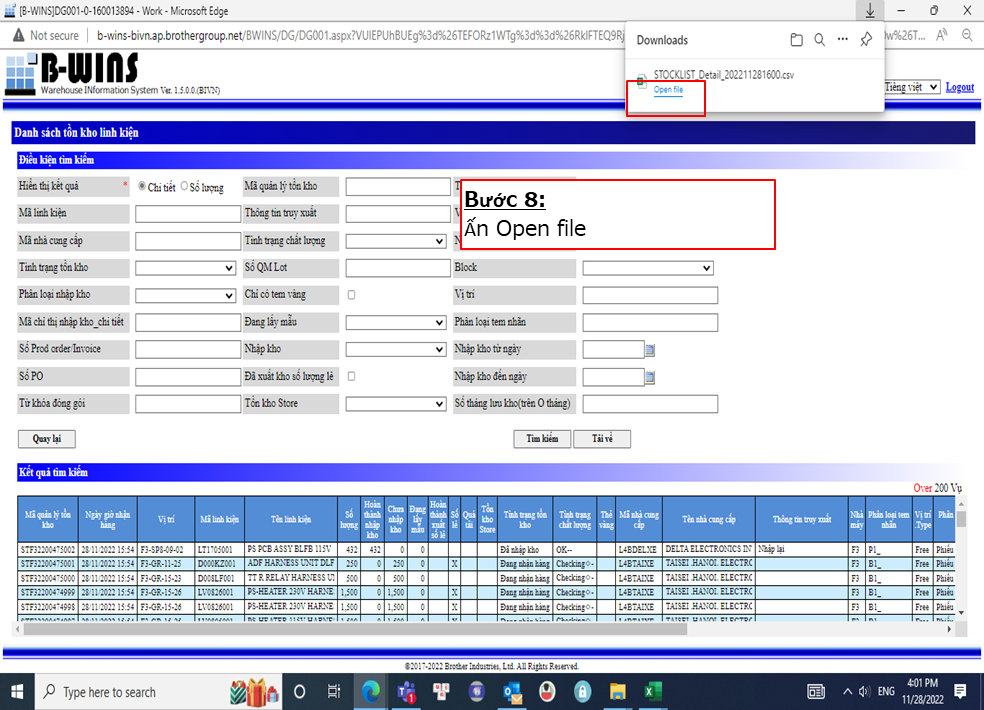 [B-WINS]DG001-0-160013894 - Work - Microsoft Edge
Not secure | b-wins-bivn.ap.brothergroup.net/BWINS/DG/DG001.aspx?VUlEPUhBUEg%3d%26TEFORz1WTg%3d%3d%26RklFTEQ9Rj
Downloads
STOCKLIST_Detail_202211281600.csv
Open file
B-WINS
Warehouse INformation System Ver. 1.5.0.0.(BIVN)
Tiếng việt Logout
Danh sách tồn kho linh kiện
Điều kiện tìm kiếm
Hiển thị kết quả * Chi tiết Số lượng Mã quản lý tồn kho
Bước 8:
Ấn Open file
Mã linh kiện Thông tin truy xuất
Mã nhà cung cấp Tình trạng chất lượng
Tình trạng tồn kho Số QM Lot Block
Phân loại nhập kho Chỉ có tem vàng Vị trí
Mã chỉ thị nhập kho_chi tiết Đang lấy mẫu Phân loại tem nhãn
Số Prod order/Invoice Nhập kho Nhập kho từ ngày
Số PO Đã xuất kho số lượng lẻ Nhập kho đến ngày
Từ khóa đóng gói Tồn kho Store Số tháng lưu kho(trên O tháng)
Quay lại Tìm kiếm Tải về
Kết quả tìm kiếm
Over 200 Vụ
Mã quản lý tồn kho Ngày giờ nhận hàng Vị trí Mã linh kiện Tên linh kiện Số lượng Hoàn thành nhập kho Chưa nhập kho Đang lấy mẫu Hoàn thành xuất số lẻ Số lẻ Quá tải Tồn kho Store Tình trạng tồn kho Tình trạng chất lượng Thẻ vàng Mã nhà cung cấp Tên nhà cung cấp Thông tin truy xuất Nhà máy Phân loại tem nhãn Vị trí .Type Phân
STF32200475002 28/11/2022 15:54 F3-SP8-09-02 LT1705001 PS PCB ASSY BLFB 115V 432 432 0 0 Đã nhập kho OK-- L4BDELXE DELTA ELECTRONICS IN Nhập lại F3 P1_ Free Phiếu
STF32200475001 28/11/2022 15:54 F3-GR-11-25 D000KZ001 ADF HARNESS UNIT DLF 250 0 250 0 X Đang nhận hàng Checking○- L4BTAIXE TAISEI .HANOI. ELECTRC F3 B1_ Free Phiếu
STF32200475000 28/11/2022 15:54 F3-GR-15-23 D008LF001 TT R RELAY HARNESS U 500 0 500 0 Đang nhận hàng Checking○- L4BTAIXE TAISEI .HANOI. ELECTRC F3 B1_ Free Phiếu
STF32200474999 28/11/2022 15:54 F3-GR-15-26 LV0826001 PS-HEATER 230V HARNE 1,500 0 1,500 0 X Đang nhận hàng Checking○- L4BTAIXE TAISEI .HANOI. ELECTRC F3 B1_ Free Phiếu
STF32200474998 28/11/2022 15:54 F3-GR-15-26 LV0826001 PS-HEATER 230V HARNE 1,500 0 1,500 0 X Đang nhận hàng Checking○- L4BTAIXE TAISEI .HANOI. ELECTRC F3 B1_ Free Phiếu
©2017-2022 Brother Industries, Ltd. All Rights Reserved.
Type here to search
ENG 4:01 PM
11/28/2022